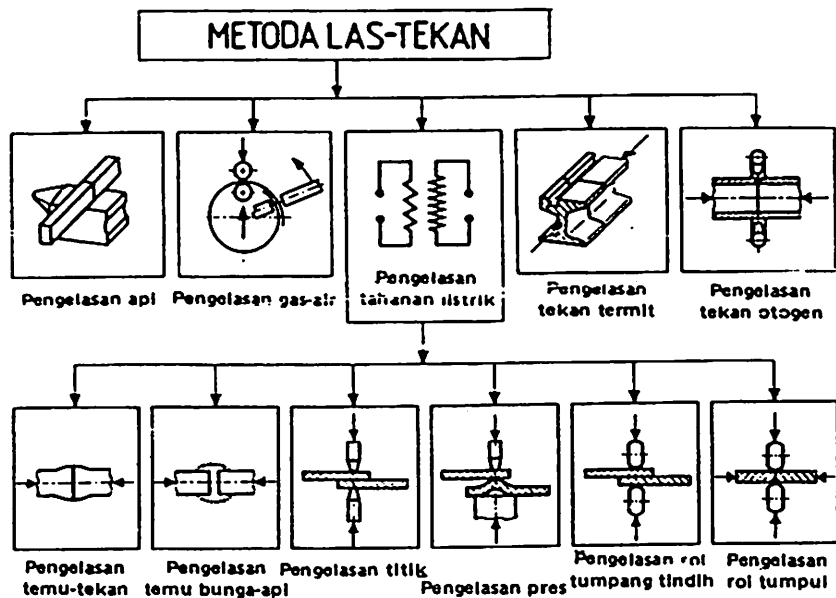 METODA LAS-TEKAN
Pengelasan api
Pengelasan gas-air
Pengelasan
tahanan listrik
Pengelasan
tekan termit
Pengelasan
tekan otogen
Pengelasan
temu-tekan
Pengelasan
temu bunga-api
Pengelasan titik
Pengelasan pres
Pengelasan rol
tumpang tindih
Pengelasan
rol tumpul